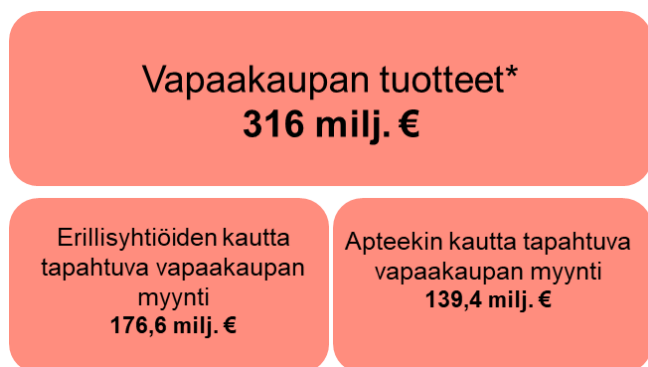 Vapaakaupan tuotteet*
316 milj. €
Erillisyhtiöiden kautta
tapahtuva vapaakaupan
myynti
176,6 milj. €
Apteekin kautta tapahtuva
vapaakaupan myynti
139,4 milj. €